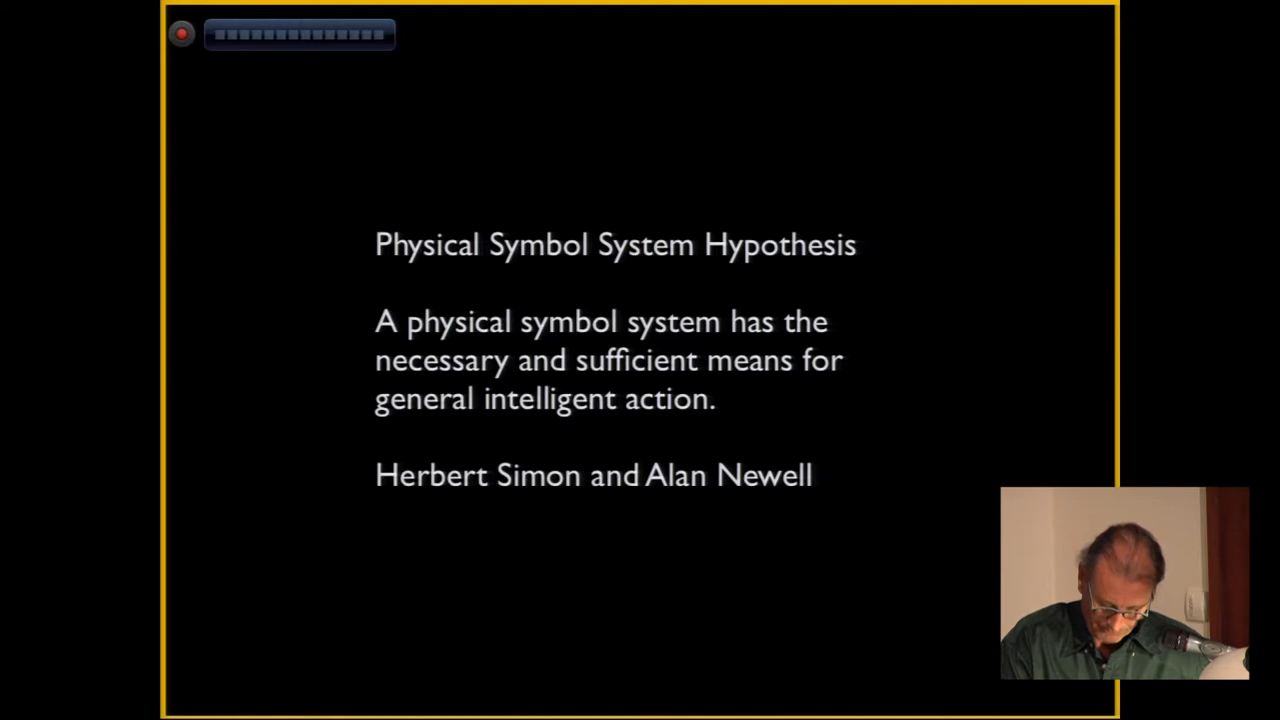 Physical Symbol System Hypothesis
A physical symbol system has the
necessary and sufficient means for
general intelligent action.
Herbert Simon and Alan Newell